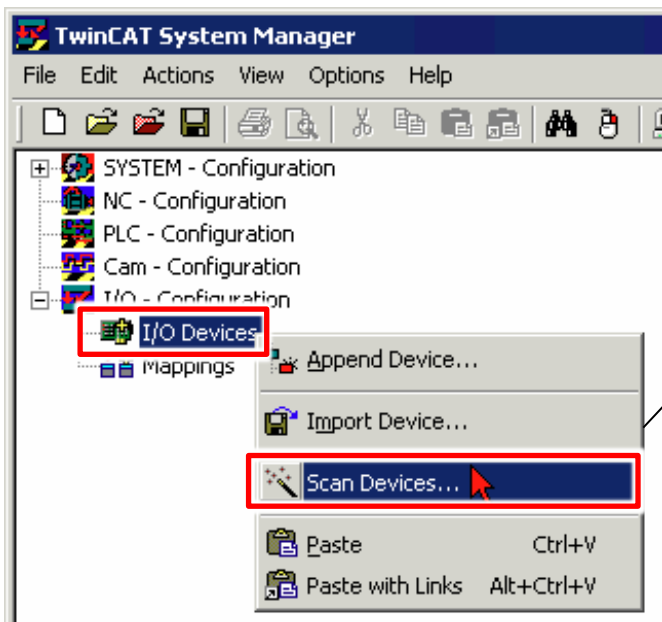 TwinCAT System Manager
File Edit Actions View Options Help
SYSTEM - Configuration
NC - Configuration
PLC - Configuration
Cam - Configuration
I/O - Configuration
I/O Devices
Mappings
Append Device...
Import Device...
Scan Devices...
Paste Ctrl+V
Paste with Links Alt+Ctrl+V